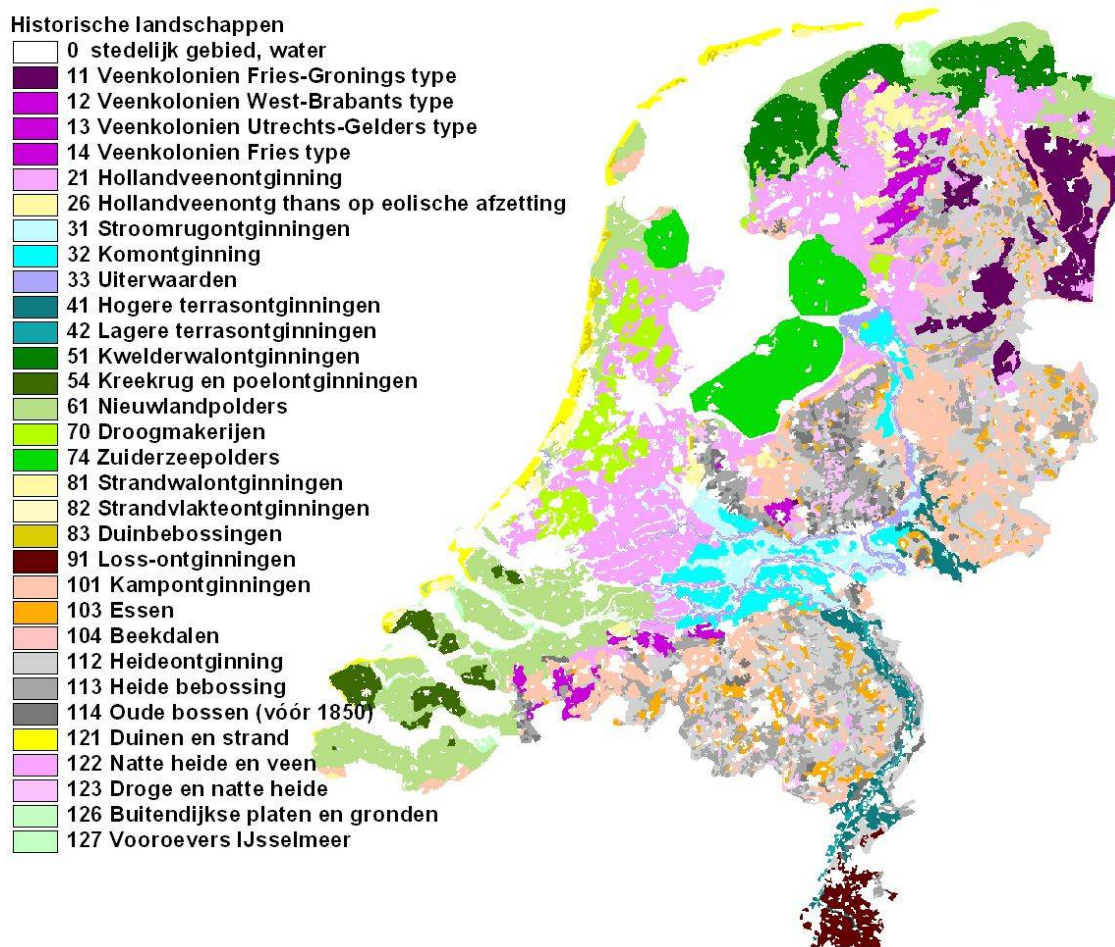 Historische landschappen
0 stedelijk gebied, water
11 Veenkolonien Fries-Gronings type
12 Veenkolonien West-Brabants type
13 Veenkolonien Utrechts-Gelders type
14 Veenkolonien Fries type
21 Hollandveenontginning
26 Hollandveenontg thans op eolische afzetting
31 Stroomrugontginningen
32 Komontginning
33 Uiterwaarden
41 Hogere terrasontginningen
42 Lagere terrasontginningen
51 Kwelderwalontginningen
54 Kreekrug en poelontginningen
61 Nieuwlandpolders
70 Droogmakerijen
74 Zuiderzeepolders
81 Strandwalontginningen
82 Strandvlakteontginningen
83 Duinbebossingen
91 Loss-ontginningen
101 Kampontginningen
103 Essen
104 Beekdalen
112 Heideontginning
113 Heide bebossing
114 Oude bossen (vóór 1850)
121 Duinen en strand
122 Natte heide en veen
123 Droge en natte heide
126 Buitendijkse platen en gronden
127 Vooroevers IJsselmeer